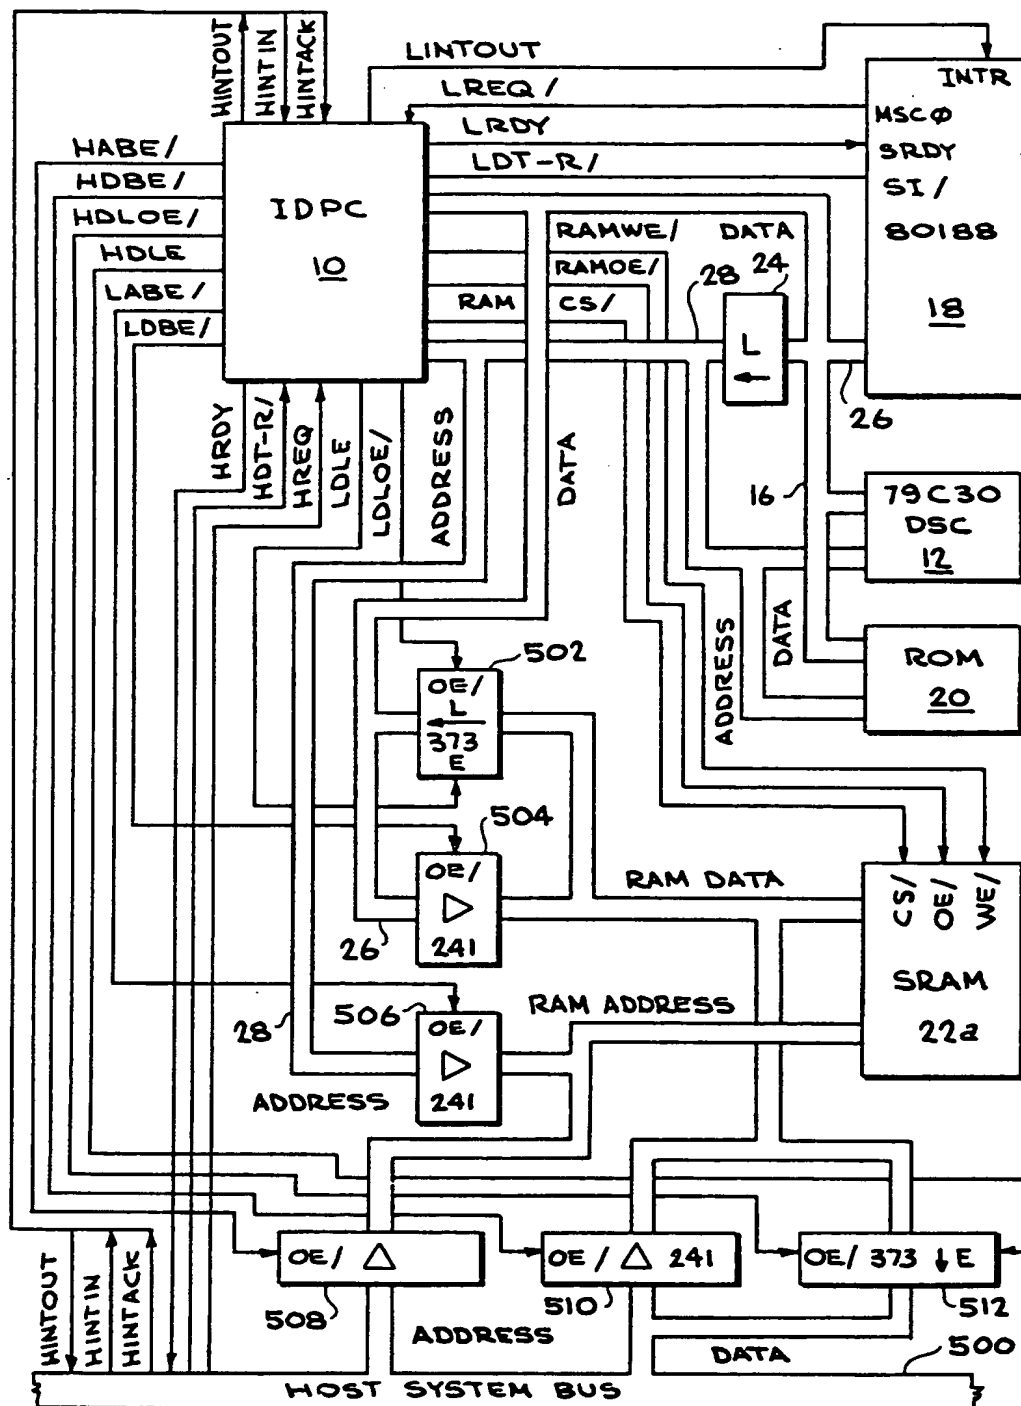 HINTOUT
HINTIN
HINTACK
LINTOUT
LREQ/
LRDY
LDT-R/
INTR
MSCΦ
SRDY
SI/
80188
18
HABE/
HDBE/
HDLOE/
HDLE
LABE/
LDBE/
IDPC
10
RAMWE/
DATA
RAMOE/
24
RAM CS/
28
L
26
HRDY
HDT-R/
HREQ
LDLE
LDLOE/
ADDRESS
DATA
16
79C30
DSC
12
ADDRESS
DATA
ROM
20
502
OE/
L
373
E
504
OE/
241
26
RAM DATA
CS/
OE/
WE/
SRAM
22a
28
506
OE/
241
RAM ADDRESS
ADDRESS
OE/
508
OE/ 241
510
OE/ 373 E
512
HINTOUT
HINTIN
HINTACK
ADDRESS
DATA
500
HOST SYSTEM BUS